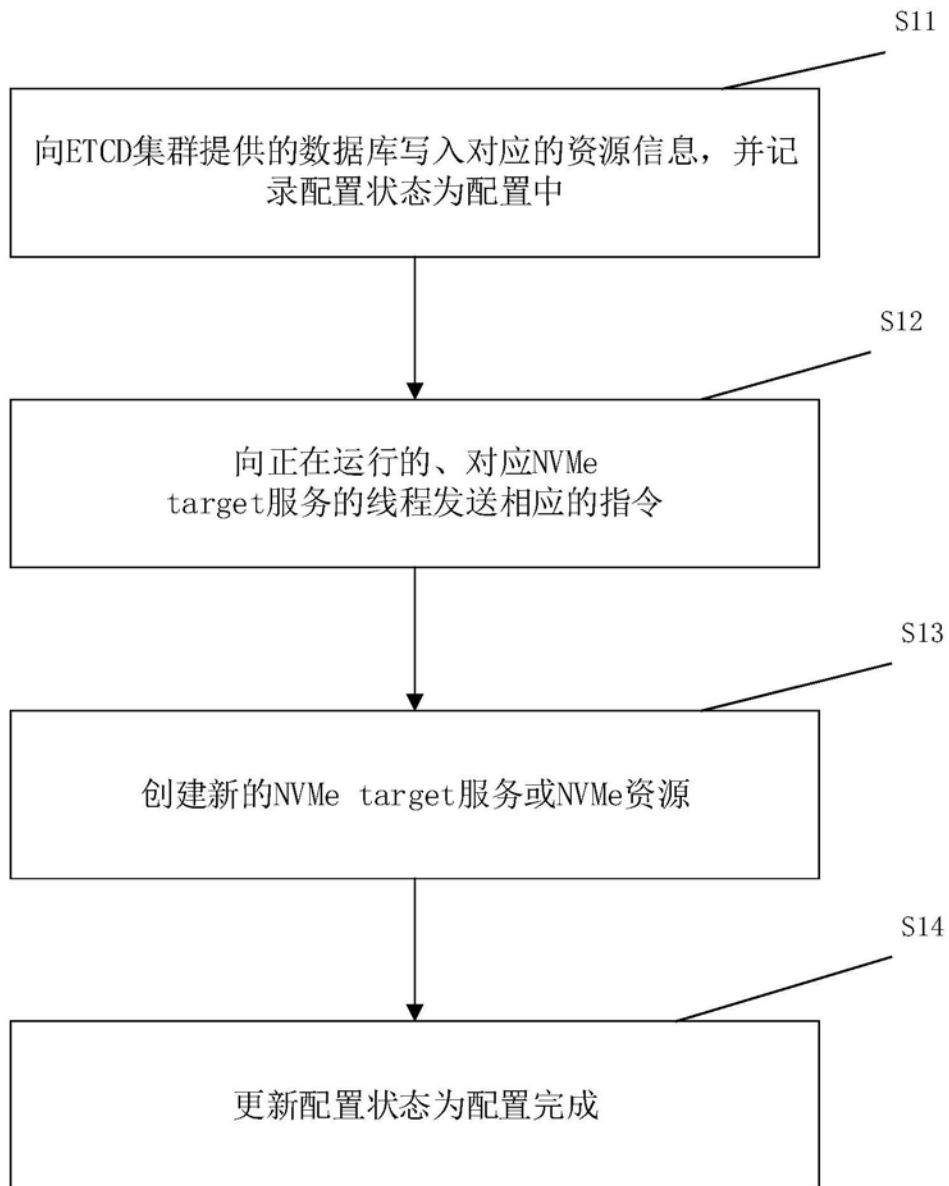 S11
向ETCD集群提供的数据库写入对应的资源信息，并记
录配置状态为配置中
S12
向正在运行的、对应NVMe
target服务的线程发送相应的指令
S13
创建新的NVMe target服务或NVMe资源
S14
更新配置状态为配置完成